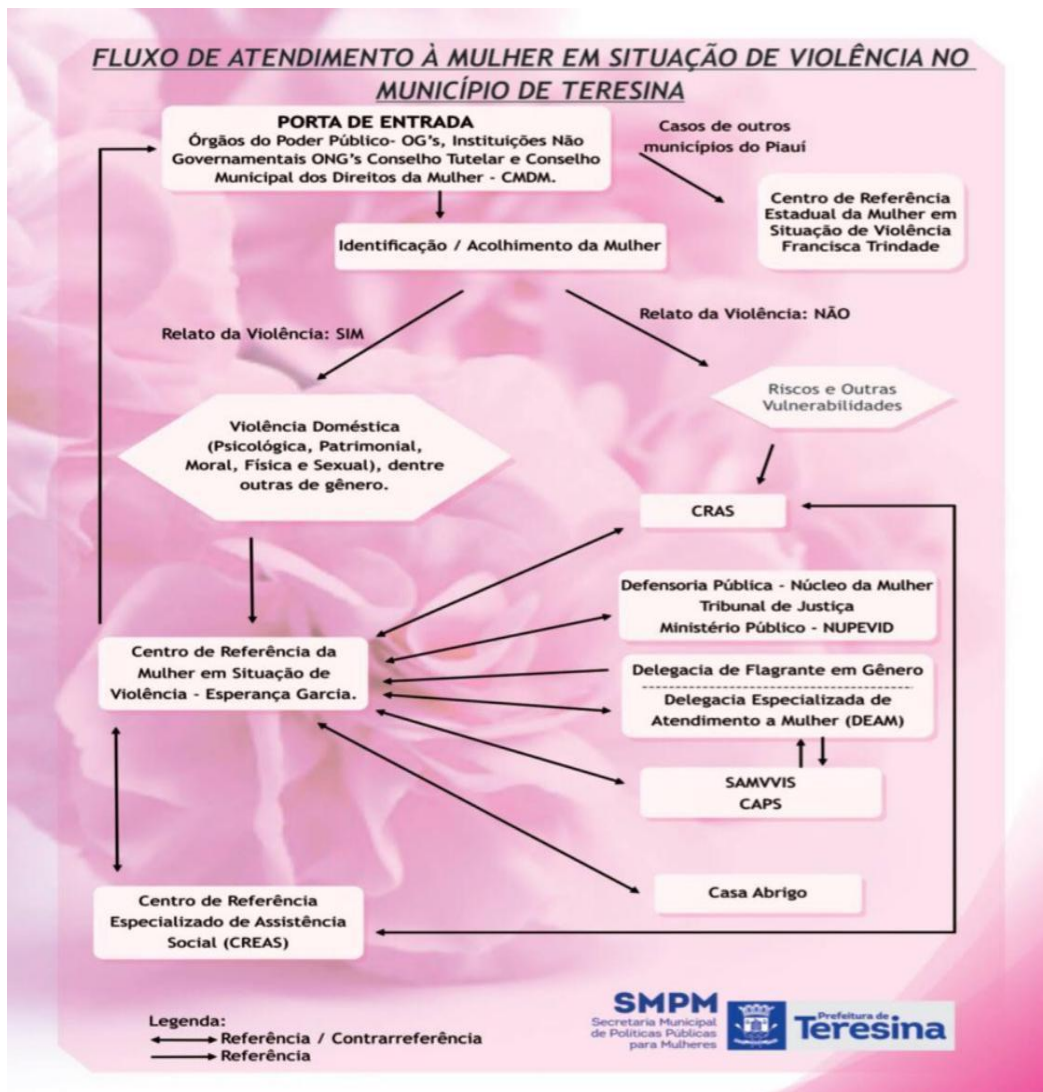 FLUXO DE ATENDIMENTO À MULHER EM SITUAÇÃO DE VIOLÊNCIA NO
MUNICÍPIO DE TERESINA
PORTA DE ENTRADA
Órgãos do Poder Público- OG's, Instituições Não
Governamentais ONG's Conselho Tutelar e Conselho
Municipal dos Direitos da Mulher - CMDM.
Casos de outros
municípios do Piauí
Centro de Referência
Estadual da Mulher em
Situação de Violência
Francisca Trindade
Identificação / Acolhimento da Mulher
Relato da Violência: SIM
Relato da Violência: NÃO
Violência Doméstica
(Psicológica, Patrimonial,
Moral, Física e Sexual), dentre
outras de gênero.
Riscos e Outras
Vulnerabilidades
CRAS
Defensoria Pública - Núcleo da Mulher
Tribunal de Justiça
Ministério Público - NUPEVID
Centro de Referência da
Mulher em Situação de
Violência - Esperança Garcia.
Delegacia de Flagrante em Gênero
Delegacia Especializada de
Atendimento a Mulher (DEAM)
SAMVVIS
CAPS
Casa Abrigo
Centro de Referência
Especializado de Assistência
Social (CREAS)
Legenda:
Referência / Contrarreferência
Referência
SMPM
Secretaria Municipal
de Políticas Públicas
para Mulheres
Prefeitura de
Teresina